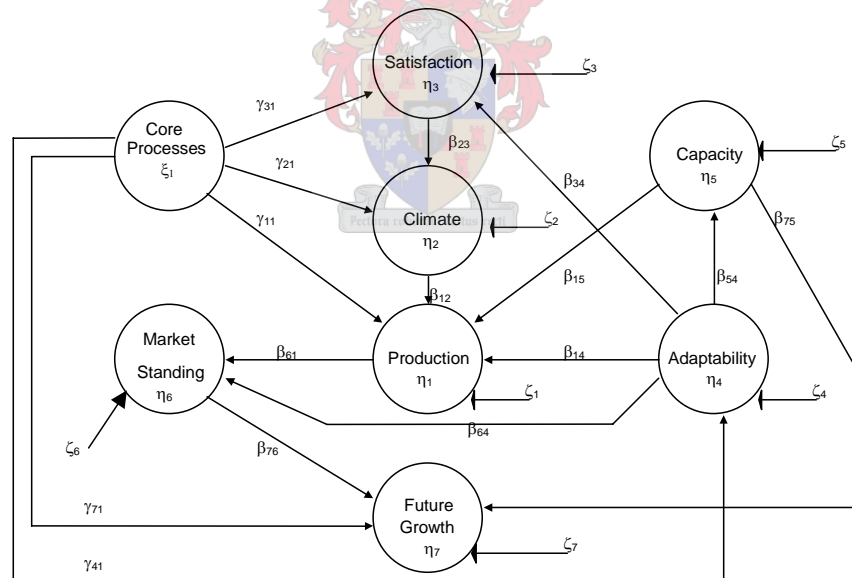 Satisfaction
η3
ζ3
Core
Processes
ξ1
γ31
β23
Capacity
η5
ζ5
γ21
β34
Climate
η2
ζ2
γ11
β75
β15
β54
β12
Market
Standing
η6
β61
Production
η1
β14
Adaptability
η4
ζ1
ζ4
ζ6
β76
β64
γ71
Future
Growth
η7
ζ7
γ41